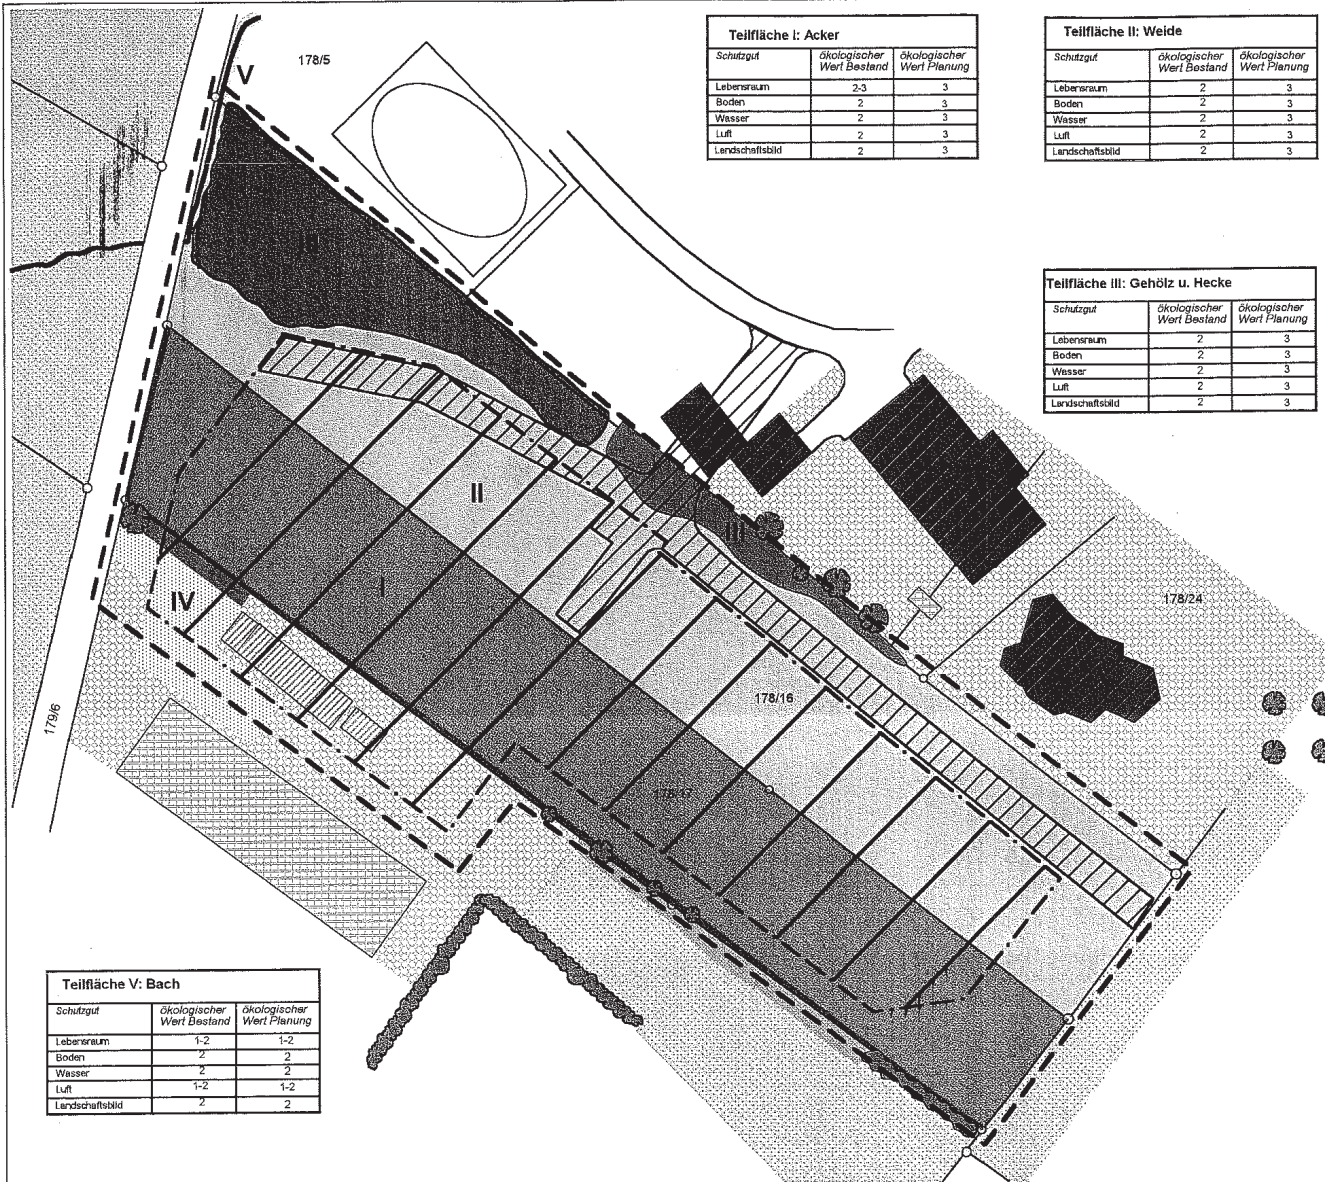 Teilfläche I: Acker
Schutzgut ökologischer Wert Bestand ökologischer Wert Planung
Lebensraum 2-3 3
Boden 2 3
Wasser 2 3
Luft 2 3
Landschaftsbild 2 3
Teilfläche II: Weide
Schutzgut ökologischer Wert Bestand ökologischer Wert Planung
Lebensraum 2 3
Boden 2 3
Wasser 2 3
Luft 2 3
Landschaftsbild 2 3
Teilfläche III: Gehölz u. Hecke
Schutzgut ökologischer Wert Bestand ökologischer Wert Planung
Lebensraum 2 3
Boden 2 3
Wasser 2 3
Luft 2 3
Landschaftsbild 2 3
V
178/5
III
II
III
I
IV
178/24
178/16
179/6
178/17
Teilfläche V: Bach
Schutzgut ökologischer Wert Bestand ökologischer Wert Planung
Lebensraum 1-2 1-2
Boden 2 2
Wasser 2 2
Luft 1-2 1-2
Landschaftsbild 2 2